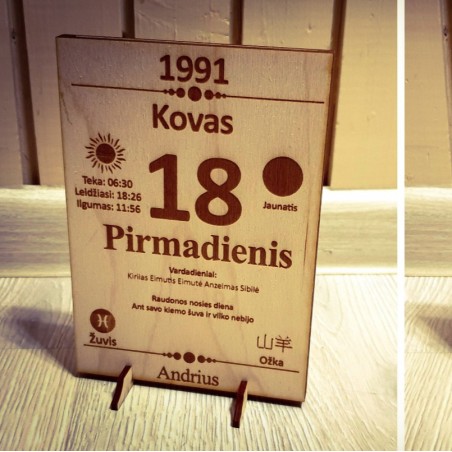 1991
Kovas
18
Teka: 06:30
Leidžiasi: 18:26
Ilgumas: 11:56
Jaunatis
Pirmadienis
Vardadieniai:
Kirilas Eimutis Eimutė Anzelmas Sibilė
Raudonos nosies diena
Ant savo kiemo šuva ir vilko nebijo
Žuvis
山羊
Ožka
Andrius